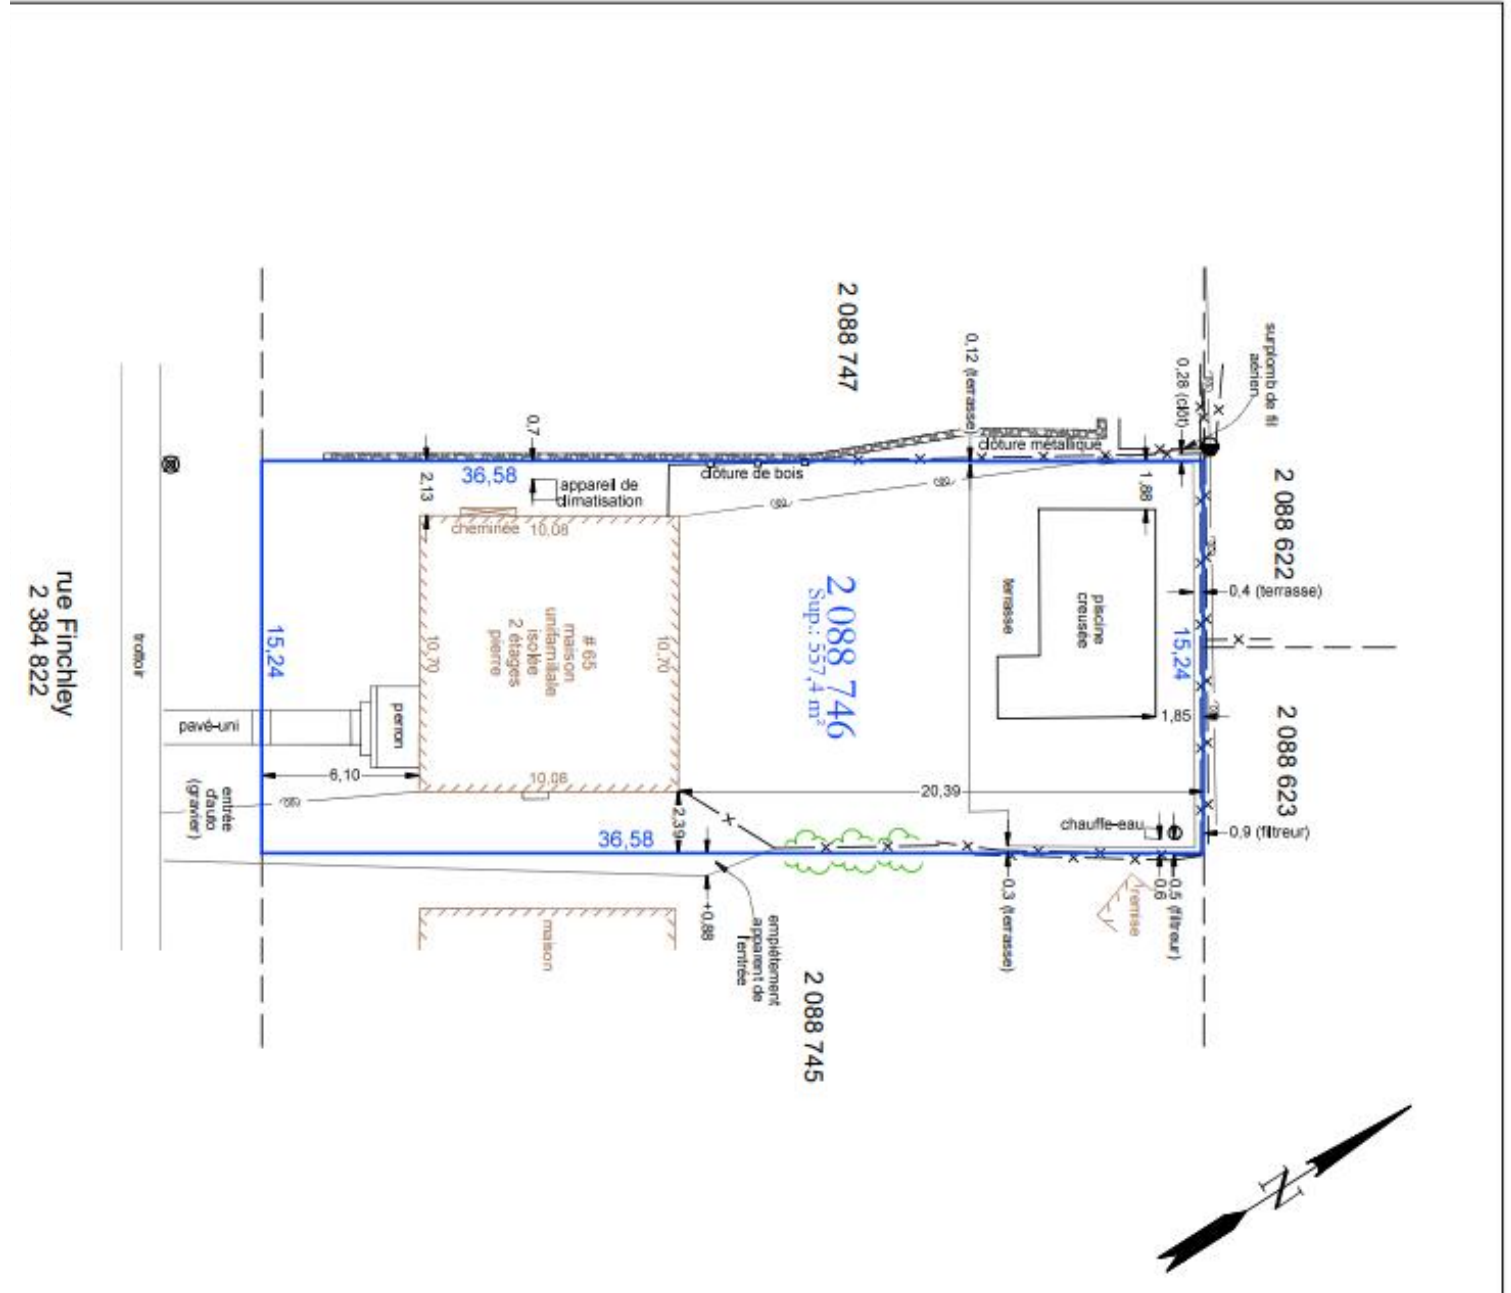 2 088 747
0,12 (terrasse)
surplomb de fil
aérien
0,28 (clôt)
clôture métallique
0,7
36,58
2,13
appareil de
climatisation
clôture de bois
1,88
2 088 622
cheminée
10,08
0,4 (terrasse)
piscine
creusée
terrasse
15,24
2 088 746
Sup.: 557,4 m²
# 65
maison
unifamiliale
isolée
2 étages
pierre
10,70
10,70
15,24
rue Finchley
2 384 822
trottoir
pavé-uni
perron
1,85
2 088 623
6,10
10,08
20,39
entrée
d'auto
(gravier)
2,39
36,58
chauffe-eau
0,9 (filtreur)
0,3 (terrasse)
0,6
0,5 (filtreur)
remise
+0,88
empiètement
apparent de
l'entrée
maison
2 088 745
N